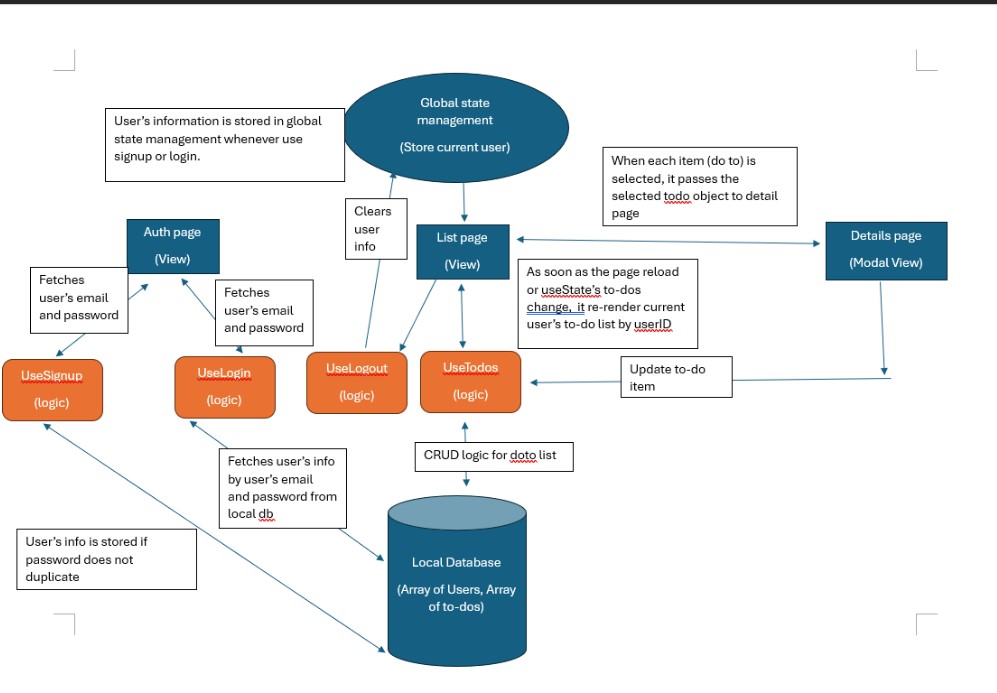 Global state
management
(Store current user)
User's information is stored in global
state management whenever use
signup or login.
When each item (do to) is
selected, it passes the
selected todo object to detail
page
Clears
user
info
Auth page
(View)
List page
(View)
Details page
(Modal View)
Fetches
user's email
and password
Fetches
user's email
and password
As soon as the page reload
or useState's to-dos
change, it re-render current
user's to-do list by userID
UseSignup
(logic)
UseLogin
(logic)
UseLogout
(logic)
UseTodos
(logic)
Update to-do
item
CRUD logic for doto list
Fetches user's info
by user's email
and password from
local db
User's info is stored if
password does not
duplicate
Local Database
(Array of Users, Array
of to-dos)